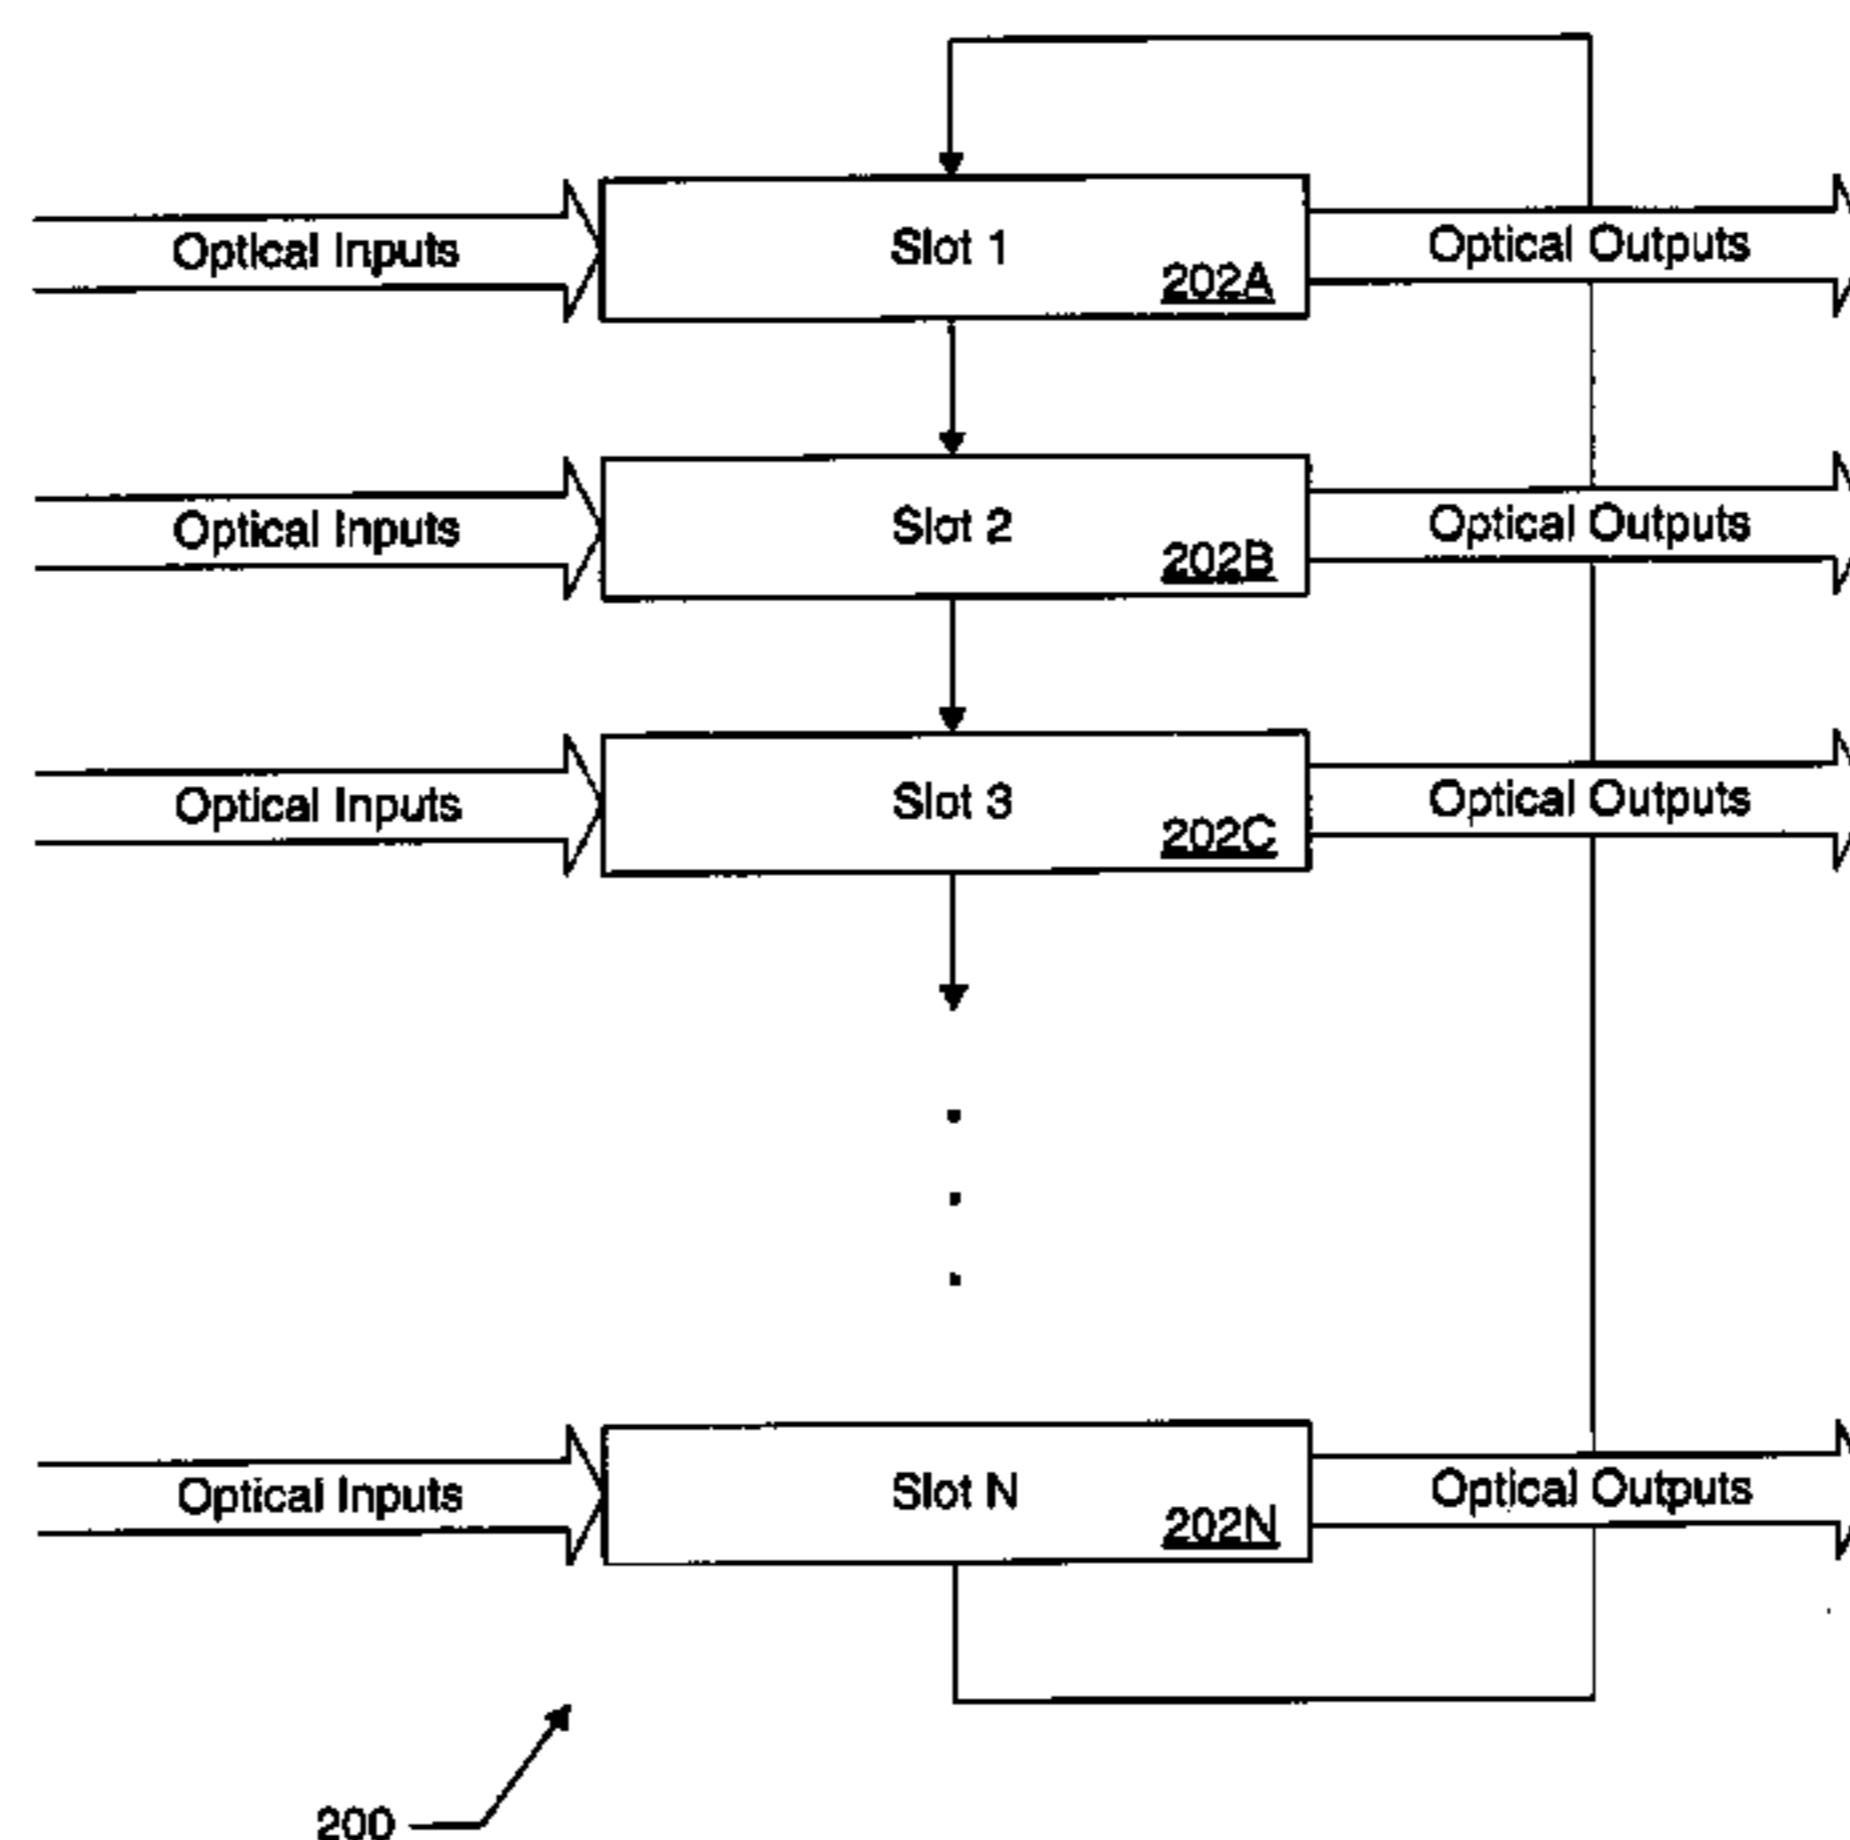 Optical Inputs
Slot 1
202A
Optical Outputs
Optical Inputs
Slot 2
202B
Optical Outputs
Optical Inputs
Slot 3
202C
Optical Outputs
Optical Inputs
Slot N
202N
Optical Outputs
200